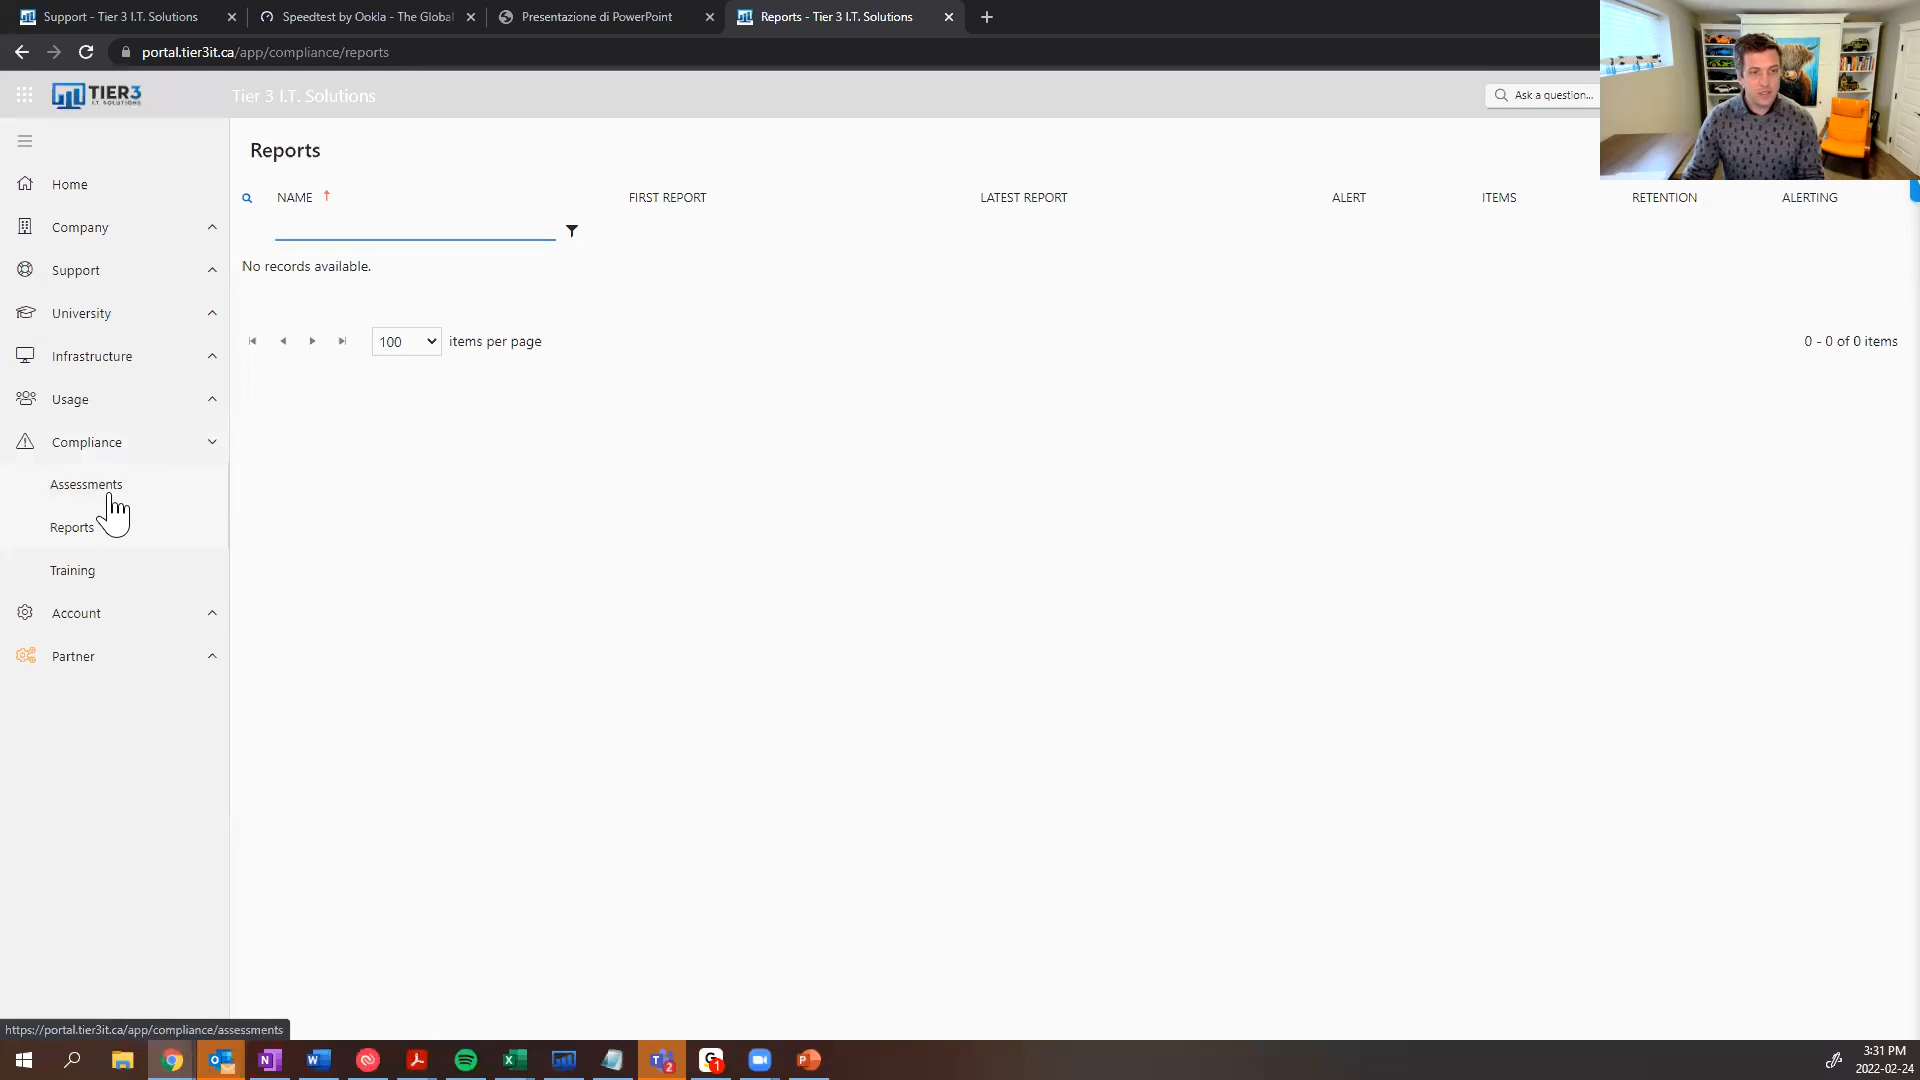 Support - Tier 3 I.T. Solutions
Speedtest by Ookla - The Global
Presentazione di PowerPoint
Reports - Tier 3 I.T. Solutions
portal.tier3it.ca/app/compliance/reports
TIER3
I.T. SOLUTIONS
Tier 3 I.T. Solutions
Ask a question...
Home
Company
Support
University
Infrastructure
Usage
Compliance
Assessments
Reports
Training
Account
Partner
Reports
NAME FIRST REPORT LATEST REPORT ALERT ITEMS RETENTION ALERTING
No records available.
100 items per page
0 - 0 of 0 items
https://portal.tier3it.ca/app/compliance/assessments
3:31 PM
2022-02-24